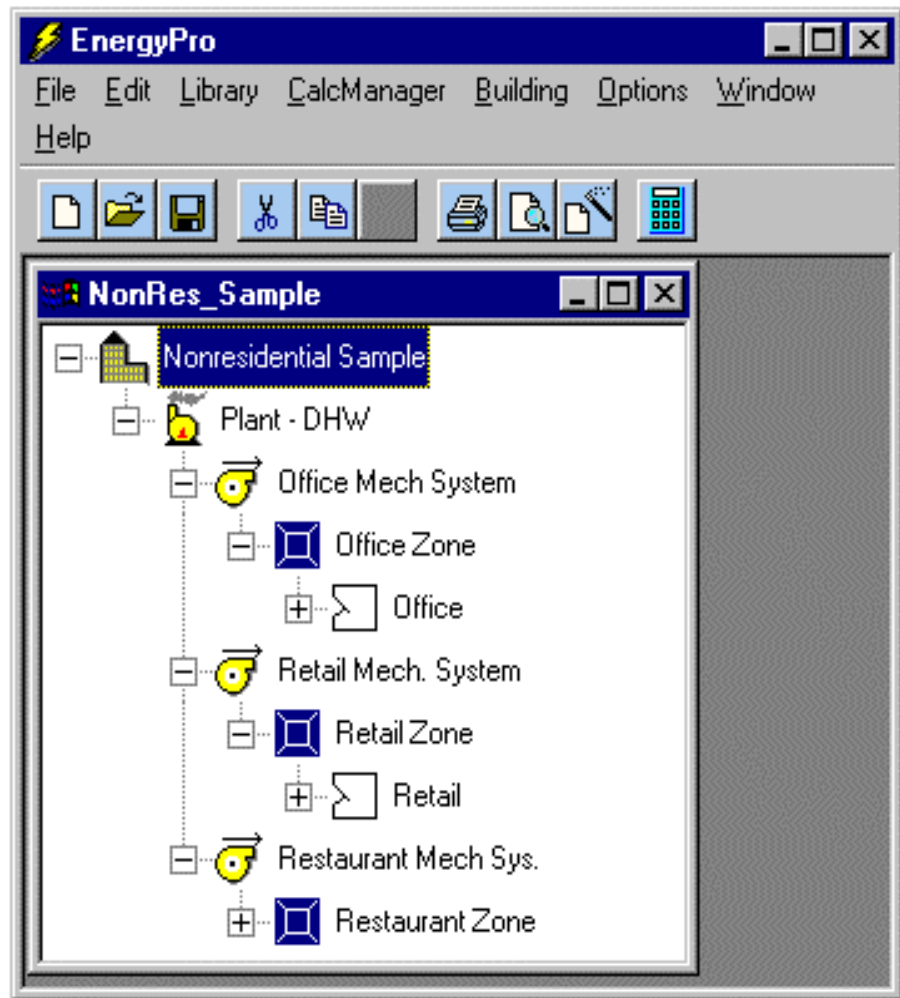 EnergyPro
File Edit Library CalcManager Building Options Window
Help
NonRes_Sample
Nonresidential Sample
Plant - DHW
Office Mech System
Office Zone
Office
Retail Mech. System
Retail Zone
Retail
Restaurant Mech Sys.
Restaurant Zone